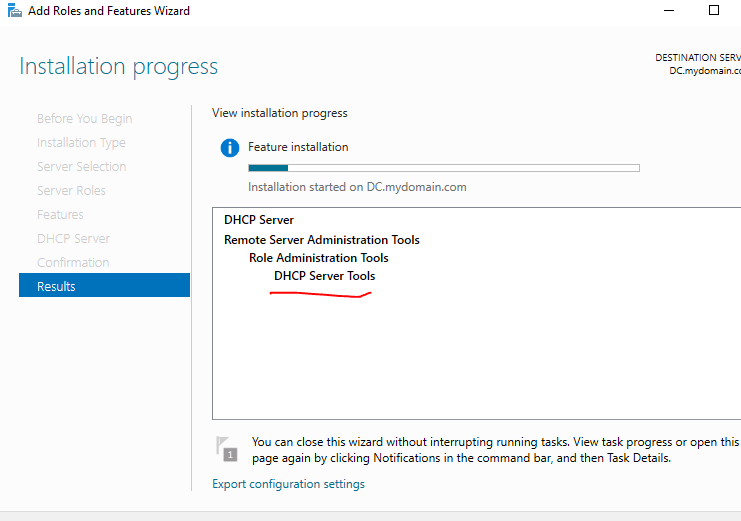 Add Roles and Features Wizard
Installation progress
DESTINATION SERV
DC.mydomain.co
Before You Begin
Installation Type
Server Selection
Server Roles
Features
DHCP Server
Confirmation
Results
View installation progress
Feature installation
Installation started on DC.mydomain.com
DHCP Server
Remote Server Administration Tools
Role Administration Tools
DHCP Server Tools
1
You can close this wizard without interrupting running tasks. View task progress or open this
page again by clicking Notifications in the command bar, and then Task Details.
Export configuration settings